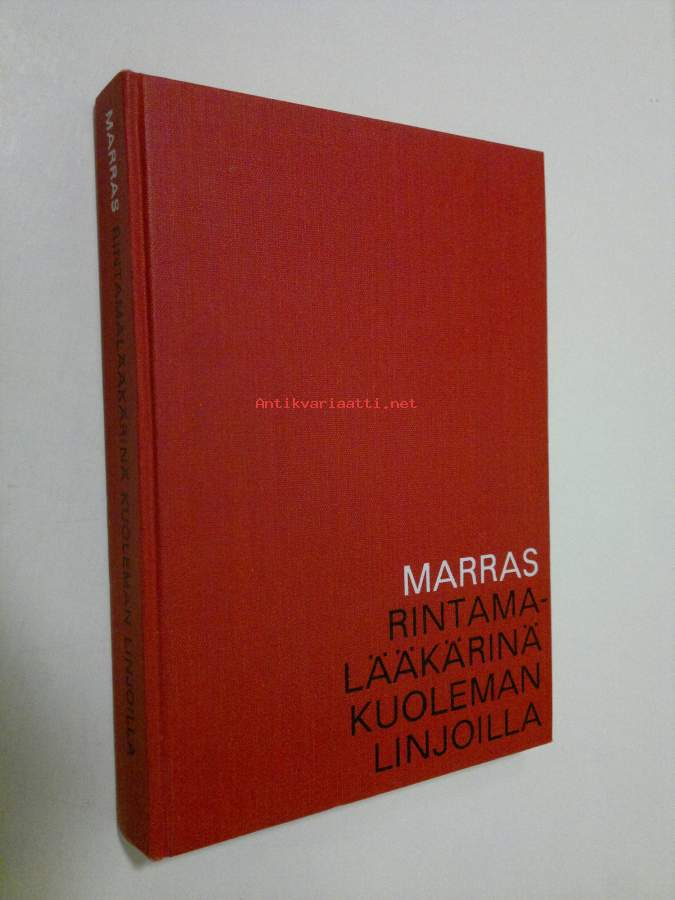 MARRAS RINTAMALÄÄKÄRINÄ KUOLEMAN LINJOILLA
Antikvariaatti.net
MARRAS
RINTAMA-
LÄÄKÄRINÄ
KUOLEMAN
LINJOILLA